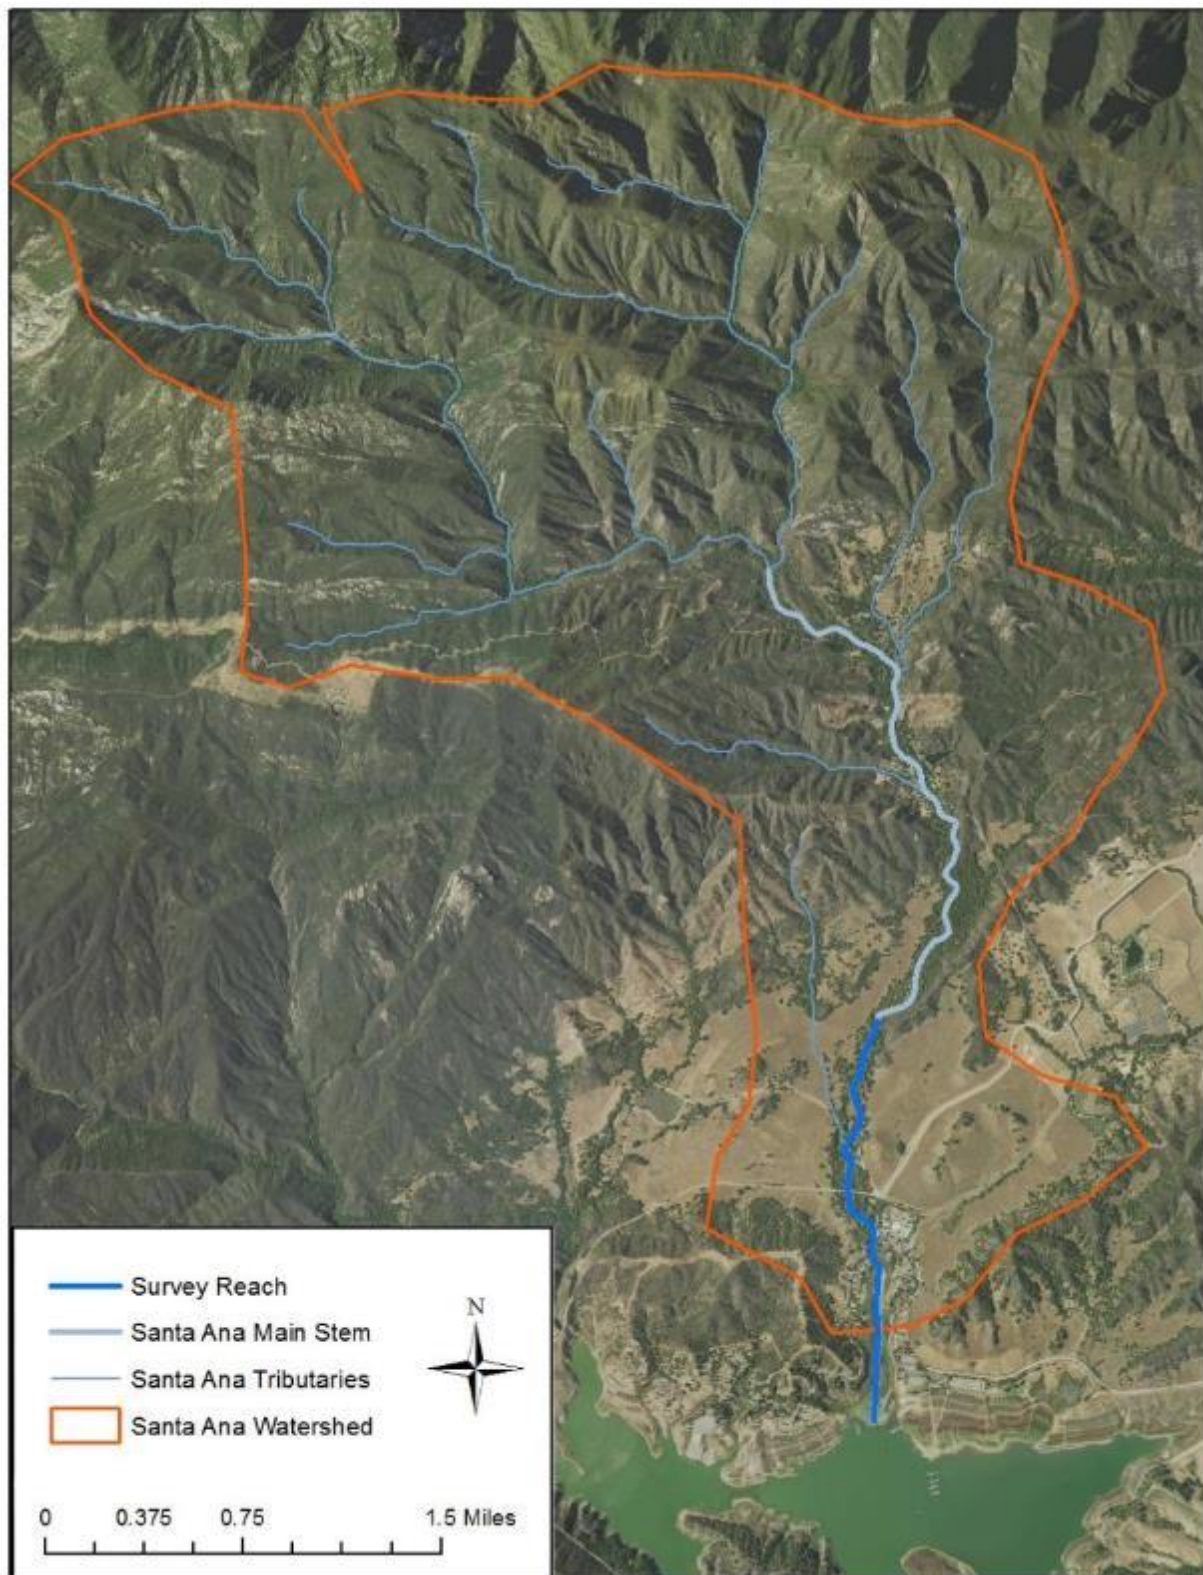 Survey Reach
Santa Ana Main Stem
N
Santa Ana Tributaries
Santa Ana Watershed
0 0.375 0.75 1.5 Miles